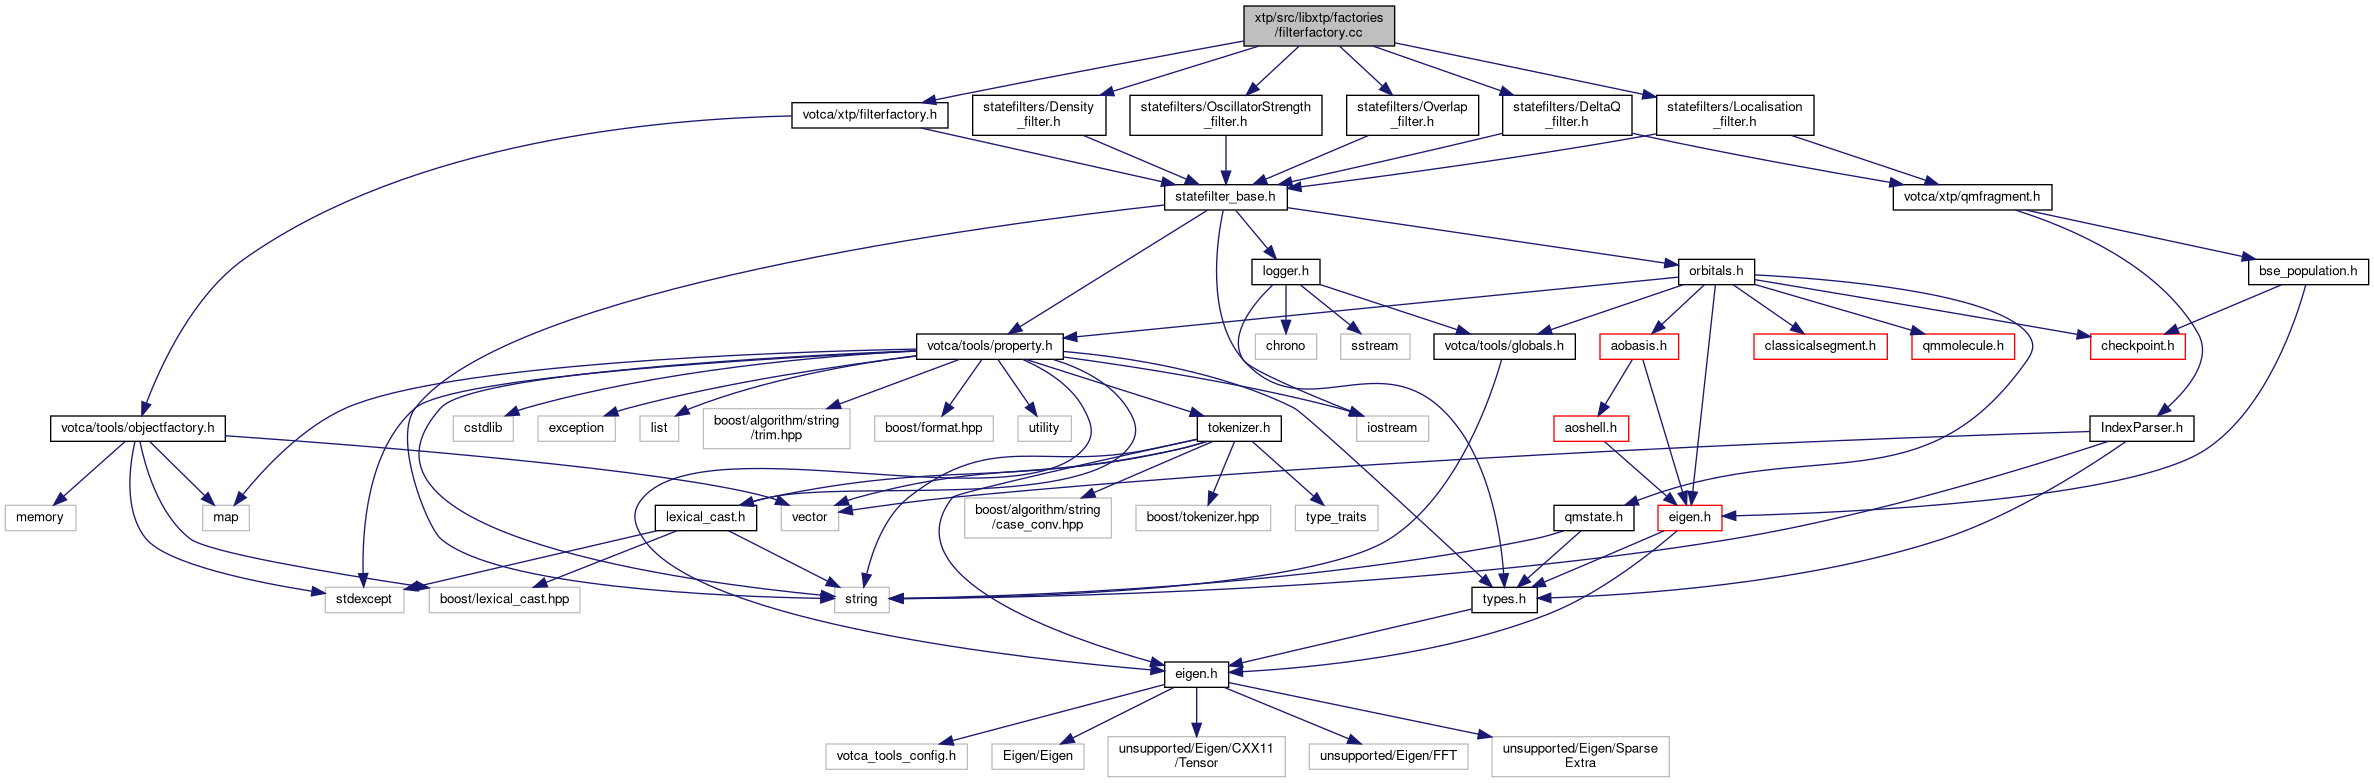 xtp/src/libxtp/factories
/filterfactory.cc
votca/xtp/filterfactory.h
statefilters/Density
_filter.h
statefilters/OscillatorStrength
_filter.h
statefilters/Overlap
_filter.h
statefilters/DeltaQ
_filter.h
statefilters/Localisation
_filter.h
statefilter_base.h
votca/xtp/qmfragment.h
logger.h
orbitals.h
bse_population.h
votca/tools/property.h
chrono
sstream
votca/tools/globals.h
aobasis.h
classicalsegment.h
qmmolecule.h
checkpoint.h
votca/tools/objectfactory.h
cstdlib
exception
list
boost/algorithm/string
/trim.hpp
boost/format.hpp
utility
tokenizer.h
iostream
aoshell.h
IndexParser.h
memory
map
lexical_cast.h
vector
boost/algorithm/string
/case_conv.hpp
boost/tokenizer.hpp
type_traits
qmstate.h
eigen.h
stdexcept
boost/lexical_cast.hpp
string
types.h
eigen.h
votca_tools_config.h
Eigen/Eigen
unsupported/Eigen/CXX11
/Tensor
unsupported/Eigen/FFT
unsupported/Eigen/Sparse
Extra